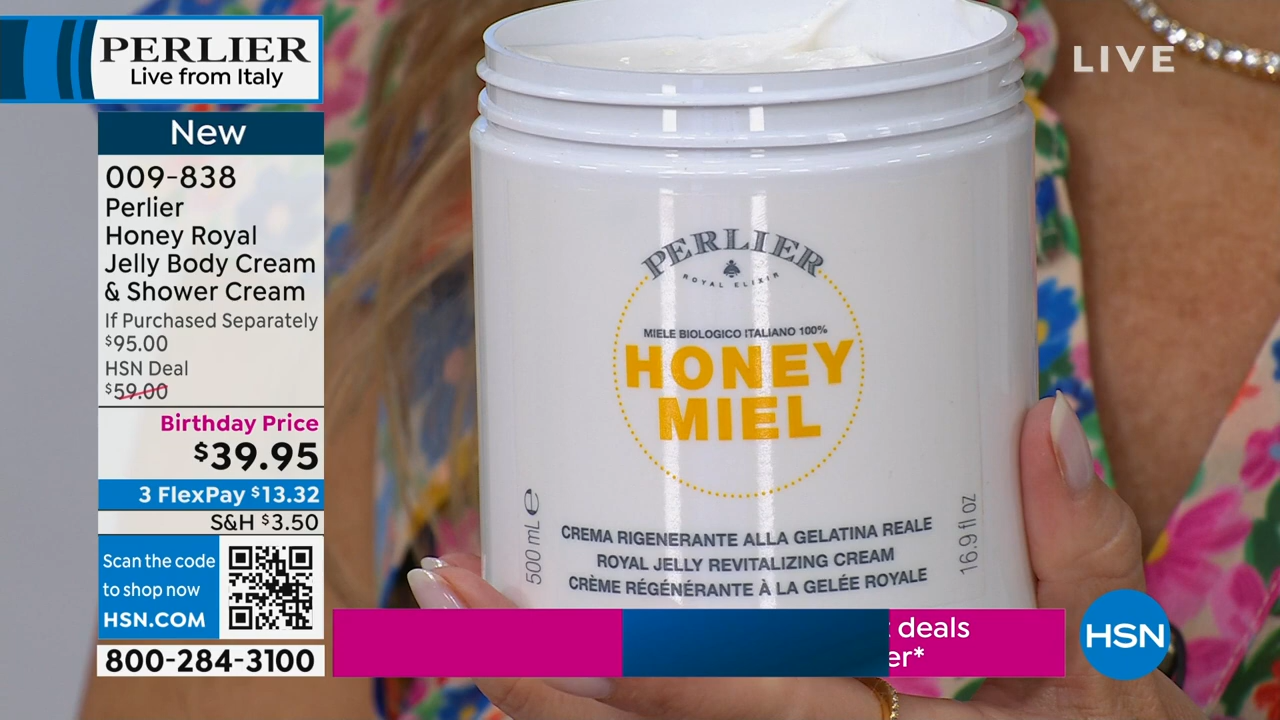 PERLIER
Live from Italy
LIVE
New
009-838
Perlier
Honey Royal
Jelly Body Cream
& Shower Cream
If Purchased Separately
$95.00
HSN Deal
$59.00
Birthday Price
$39.95
3 FlexPay $13.32
S&H $3.50
Scan the code
to shop now
HSN.COM
800-284-3100
PERLIER
ROYAL ELIXIR
MIELE BIOLOGICO ITALIANO 100%
HONEY
MIEL
500 mL e
CREMA RIGENERANTE ALLA GELATINA REALE
ROYAL JELLY REVITALIZING CREAM
CRÈME RÉGÉNÉRANTE À LA GELÉE ROYALE
16.9 fl oz
deals
HSN